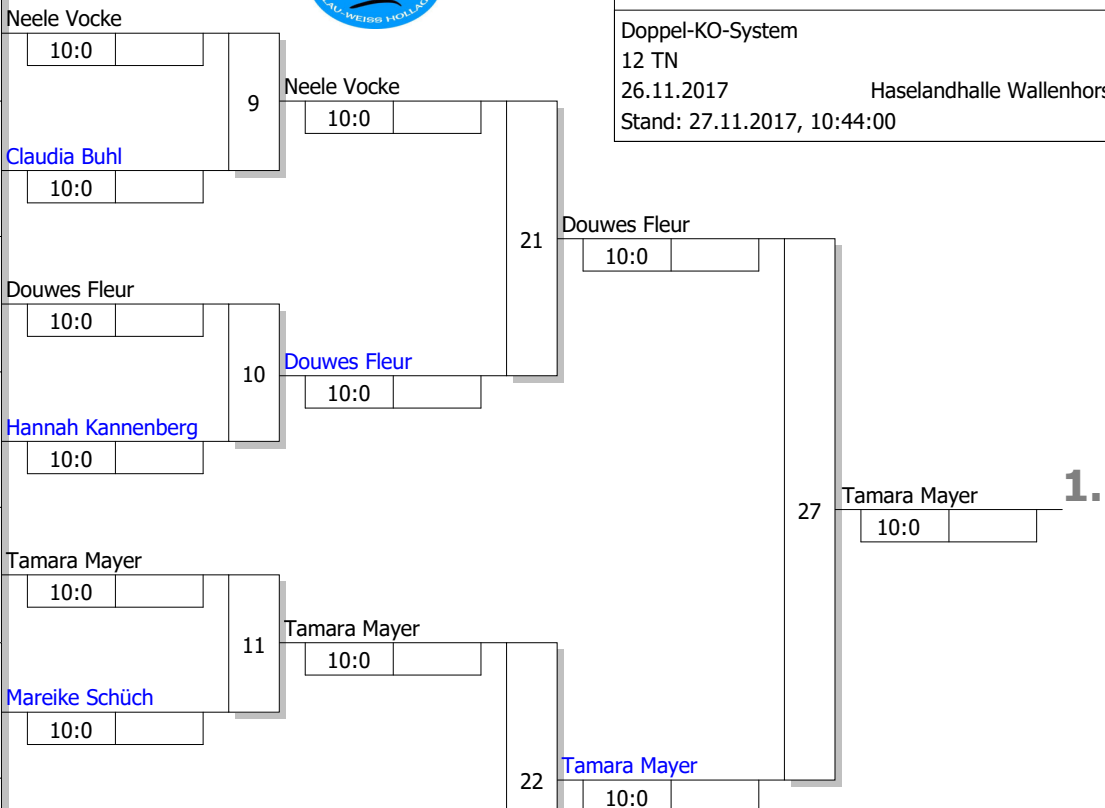 Neele Vocke
10:0
9
Claudia Buhl
10:0
Neele Vocke
10:0
Doppel-KO-System
12 TN
26.11.2017 Haselandhalle Wallenhors
Stand: 27.11.2017, 10:44:00
21
Douwes Fleur
10:0
Douwes Fleur
10:0
10
Hannah Kannenberg
10:0
Douwes Fleur
10:0
27
Tamara Mayer
10:0
1.
Tamara Mayer
10:0
11
Mareike Schüch
10:0
Tamara Mayer
10:0
22
Tamara Mayer
10:0